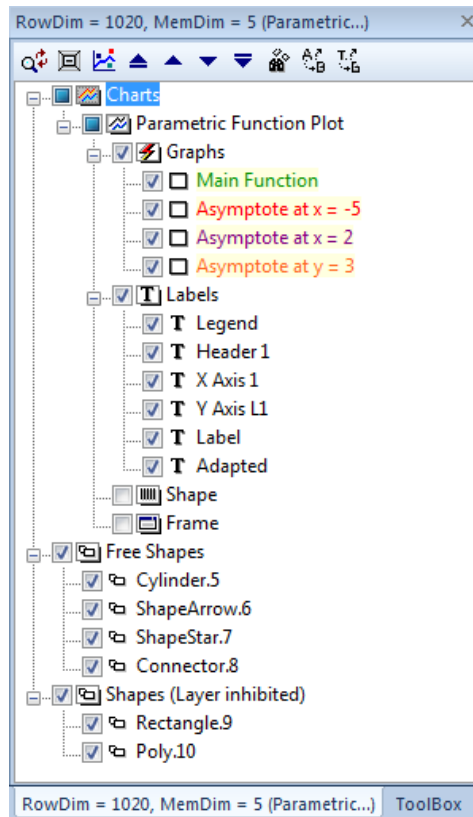 RowDim = 1020, MemDim = 5 (Parametric...)
Charts
Parametric Function Plot
Graphs
Main Function
Asymptote at x = -5
Asymptote at x = 2
Asymptote at y = 3
T Labels
T Legend
T Header 1
T X Axis 1
T Y Axis L1
T Label
T Adapted
Shape
Frame
Free Shapes
Cylinder.5
ShapeArrow.6
ShapeStar.7
Connector.8
Shapes (Layer inhibited)
Rectangle.9
Poly.10
RowDim = 1020, MemDim = 5 (Parametric...) ToolBox